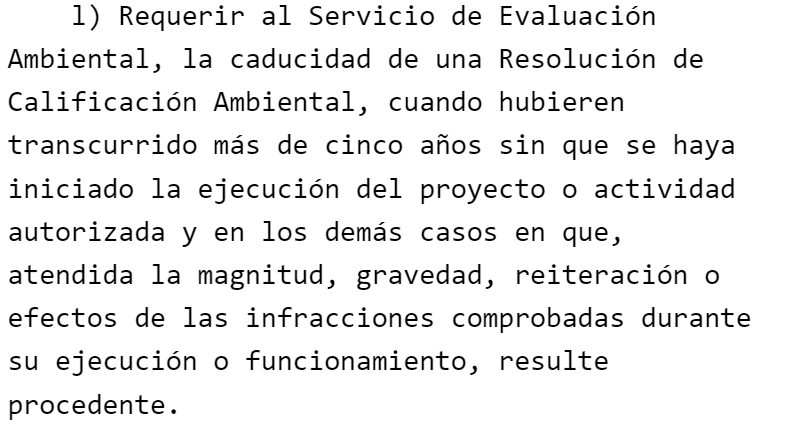 l) Requerir al Servicio de Evaluación
Ambiental, la caducidad de una Resolución de
Calificación Ambiental, cuando hubieren
transcurrido más de cinco años sin que se haya
iniciado la ejecución del proyecto o actividad
autorizada y en los demás casos en que,
atendida la magnitud, gravedad, reiteración o
efectos de las infracciones comprobadas durante
su ejecución o funcionamiento, resulte
procedente.